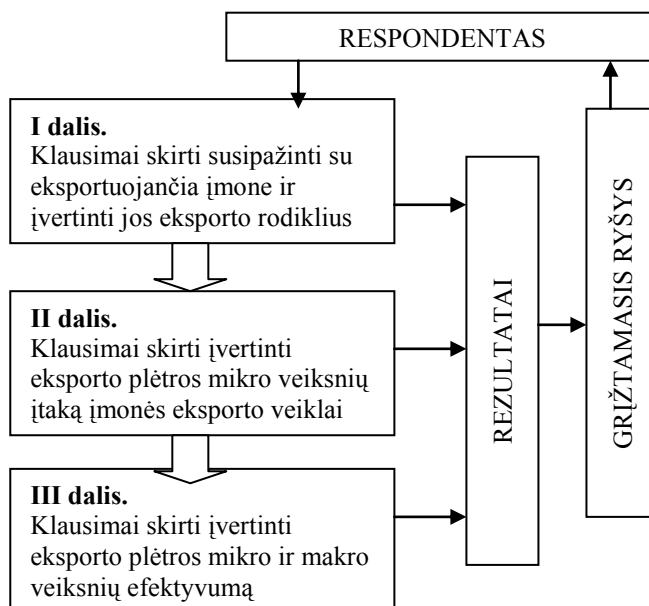 RESPONDENTAS
I dalis.
Klausimai skirti susipažinti su
eksportuojančia įmone ir
įvertinti jos eksporto rodiklius
II dalis.
Klausimai skirti įvertinti
eksporto plėtros mikro veiksnių
įtaką įmonės eksporto veiklai
III dalis.
Klausimai skirti įvertinti
eksporto plėtros mikro ir makro
veiksnių efektyvumą
REZULTATAI
GRĮŽTAMASIS RYŠYS